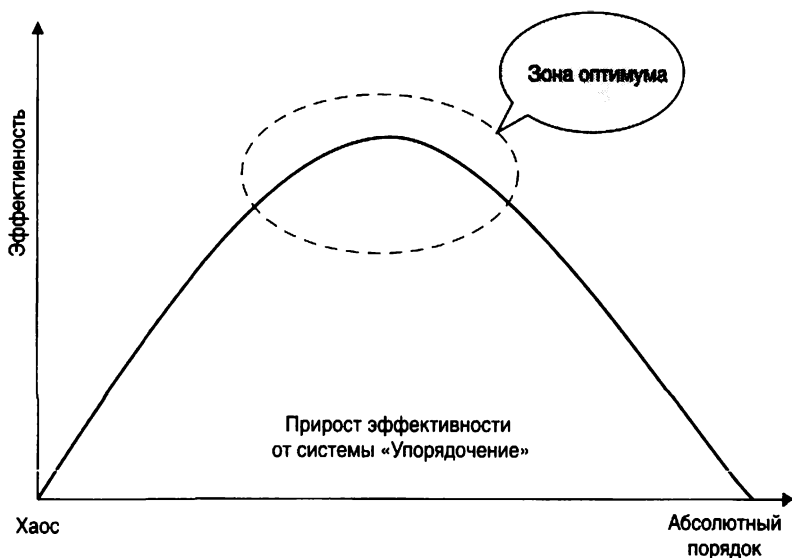 Зона оптимума
Эффективность
Прирост эффективности
от системы «Упорядочение»
Хаос
Абсолютный
порядок